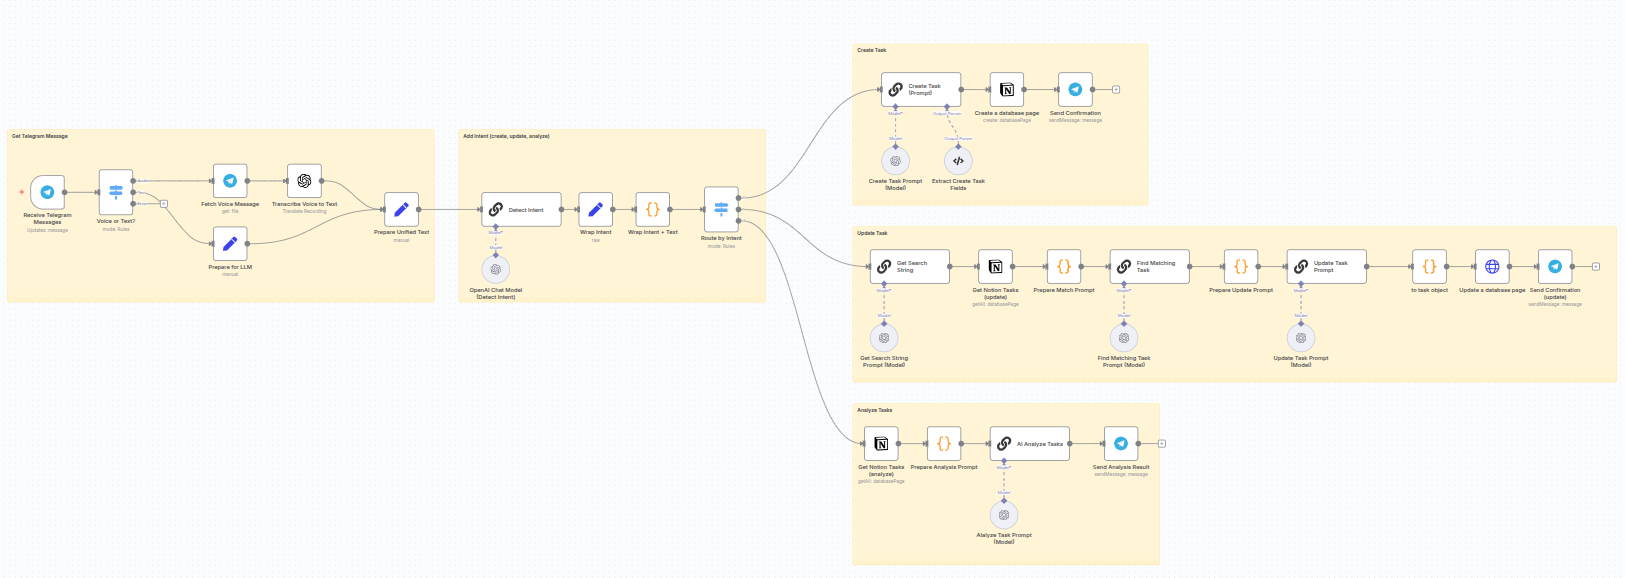 Get Telegram Message
Receive Telegram
Messages
Updates: message
Voice or Text?
mode: Rules
Fetch Voice Message
get: file
Transcribe Voice to Text
Translate Recording
Prepare for LLM
manual
Prepare Unified Text
manual
Add Intent (create, update, analyze)
Detect Intent
Model*
Model
OpenAI Chat Model
(Detect Intent)
Wrap Intent
raw
Wrap Intent + Text
Route by Intent
mode: Rules
Create Task
Create Task
(Prompt)
Model*
Output Parser
Model
Output Parser
Create Task Prompt
(Model)
Extract Create Task
Fields
Create a database page
create: databasePage
Send Confirmation
sendMessage: message
Update Task
Get Search
String
Model*
Model
Get Search String
Prompt (Model)
Get Notion Tasks
(update)
getAll: databasePage
Prepare Match Prompt
Find Matching
Task
Model*
Model
Find Matching Task
Prompt (Model)
Prepare Update Prompt
Update Task
Prompt
Model*
Model
Update Task Prompt
(Model)
to task object
Update a database page
Send Confirmation
(update)
sendMessage: message
Analyze Tasks
Get Notion Tasks
(analyze)
getAll: databasePage
Prepare Analysis Prompt
AI Analyze Tasks
Model*
Model
Alalyze Task Prompt
(Model)
Send Analysis Result
sendMessage: message